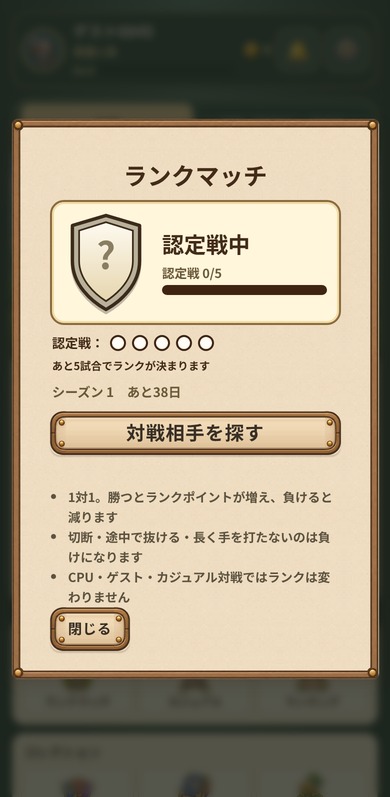 ランクマッチ
?
認定戦中
認定戦 0/5
認定戦：
あと5試合でランクが決まります
シーズン 1　あと38日
対戦相手を探す
• 1対1。勝つとランクポイントが増え、負けると
減ります
• 切断・途中で抜ける・長く手を打たないのは負
けになります
• CPU・ゲスト・カジュアル対戦ではランクは変
わりません
閉じる